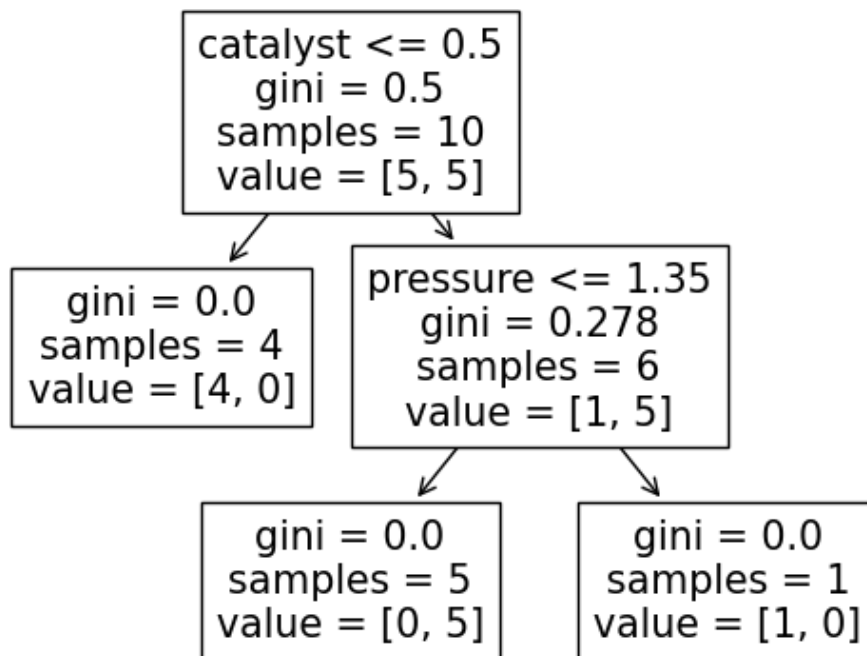 catalyst <= 0.5
gini = 0.5
samples = 10
value = [5, 5]
gini = 0.0
samples = 4
value = [4, 0]
pressure <= 1.35
gini = 0.278
samples = 6
value = [1, 5]
gini = 0.0
samples = 5
value = [0, 5]
gini = 0.0
samples = 1
value = [1, 0]